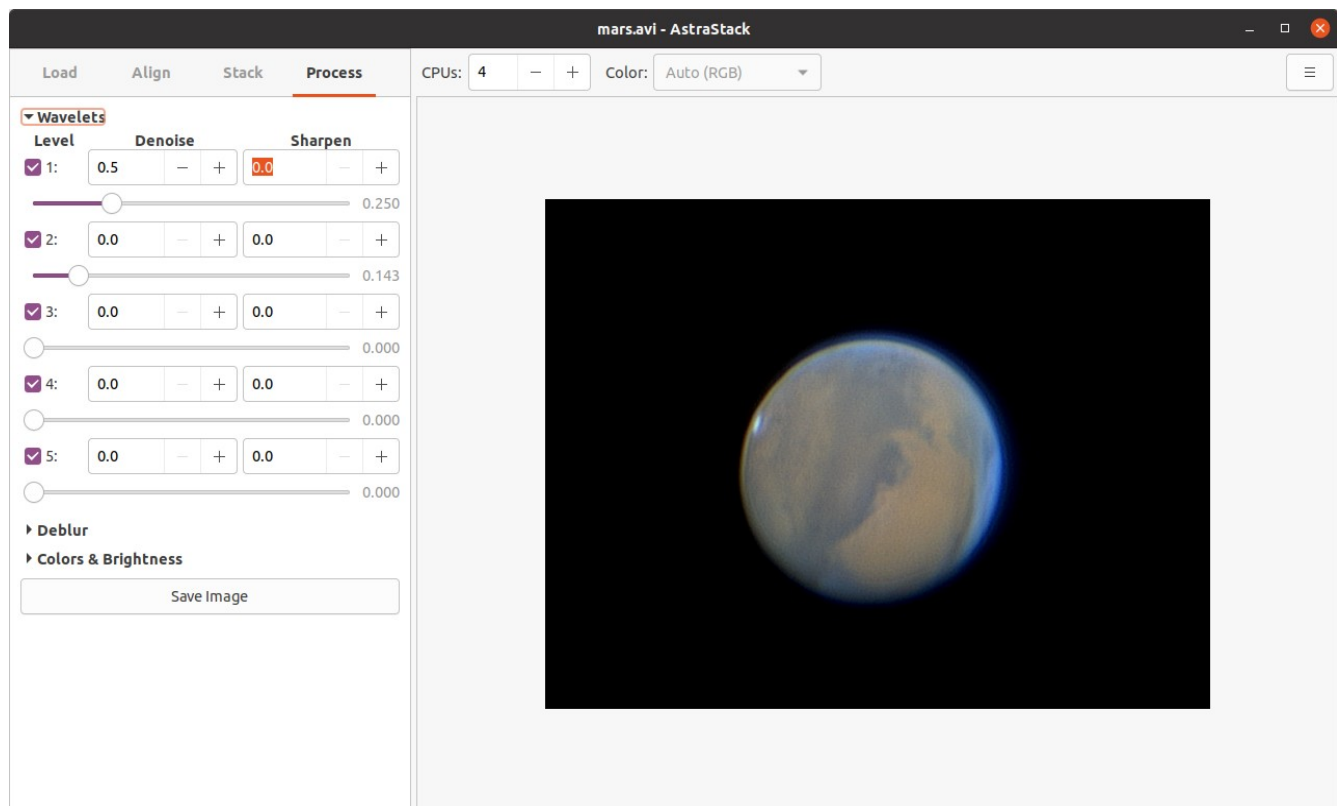 mars.avi - AstraStack
Load Align Stack Process CPUs: 4 − + Color: Auto (RGB)
Wavelets
Level Denoise Sharpen
1: 0.5 − + 0.0 − +
0.250
2: 0.0 − + 0.0 − +
0.143
3: 0.0 − + 0.0 − +
0.000
4: 0.0 − + 0.0 − +
0.000
5: 0.0 − + 0.0 − +
0.000
Deblur
Colors & Brightness
Save Image